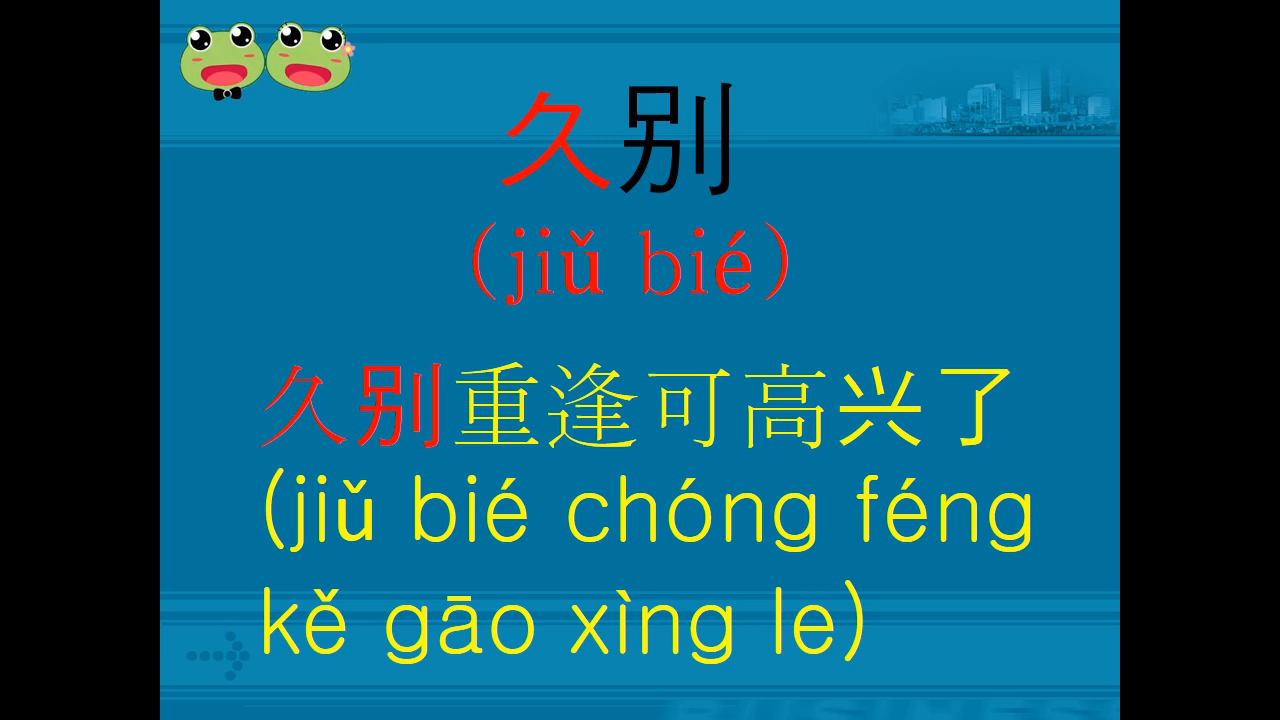 久别
(jiǔ bié)
久别重逢可高兴了
(jiǔ bié chóng féng
kě gāo xìng le)
BUSINESS